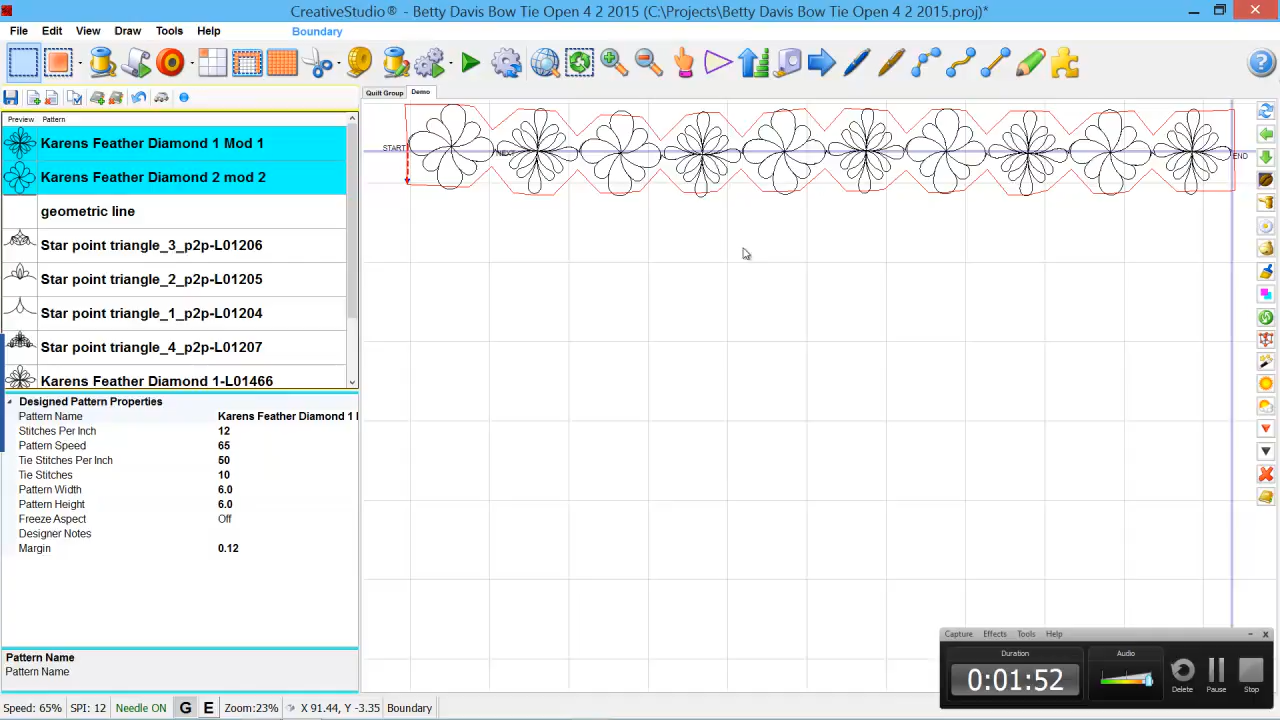 CreativeStudio® - Betty Davis Bow Tie Open 4 2 2015 (C:\Projects\Betty Davis Bow Tie Open 4 2 2015.proj)*
File Edit View Draw Tools Help Boundary
Quilt Group Demo
Preview Pattern
Karens Feather Diamond 1 Mod 1
Karens Feather Diamond 2 mod 2
geometric line
Star point triangle_3_p2p-L01206
Star point triangle_2_p2p-L01205
Star point triangle_1_p2p-L01204
Star point triangle_4_p2p-L01207
Karens Feather Diamond 1-L01466
START NEXT END
Designed Pattern Properties
Pattern Name Karens Feather Diamond 1
Stitches Per Inch 12
Pattern Speed 65
Tie Stitches Per Inch 50
Tie Stitches 10
Pattern Width 6.0
Pattern Height 6.0
Freeze Aspect Off
Designer Notes
Margin 0.12
Pattern Name
Pattern Name
Capture Effects Tools Help
Duration Audio
0:01:52
Delete Pause Stop
Speed: 65% SPI: 12 Needle ON G E Zoom:23% X 91.44, Y -3.35 Boundary